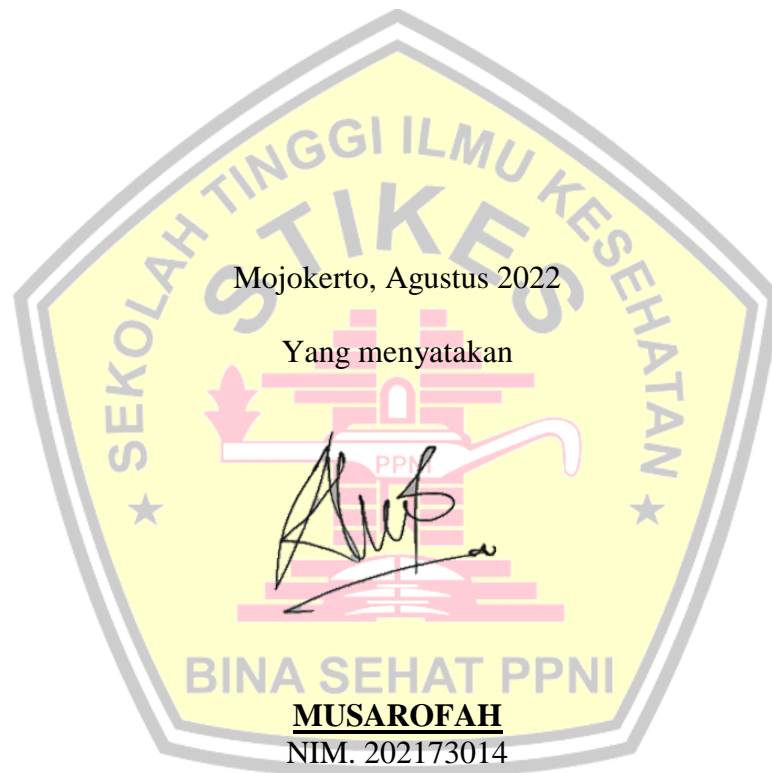 SEKOLAH TINGGI ILMU KESEHATAN
STIKES
Mojokerto, Agustus 2022
Yang menyatakan
PPNI
BINA SEHAT PPNI
MUSAROFAH
NIM. 202173014